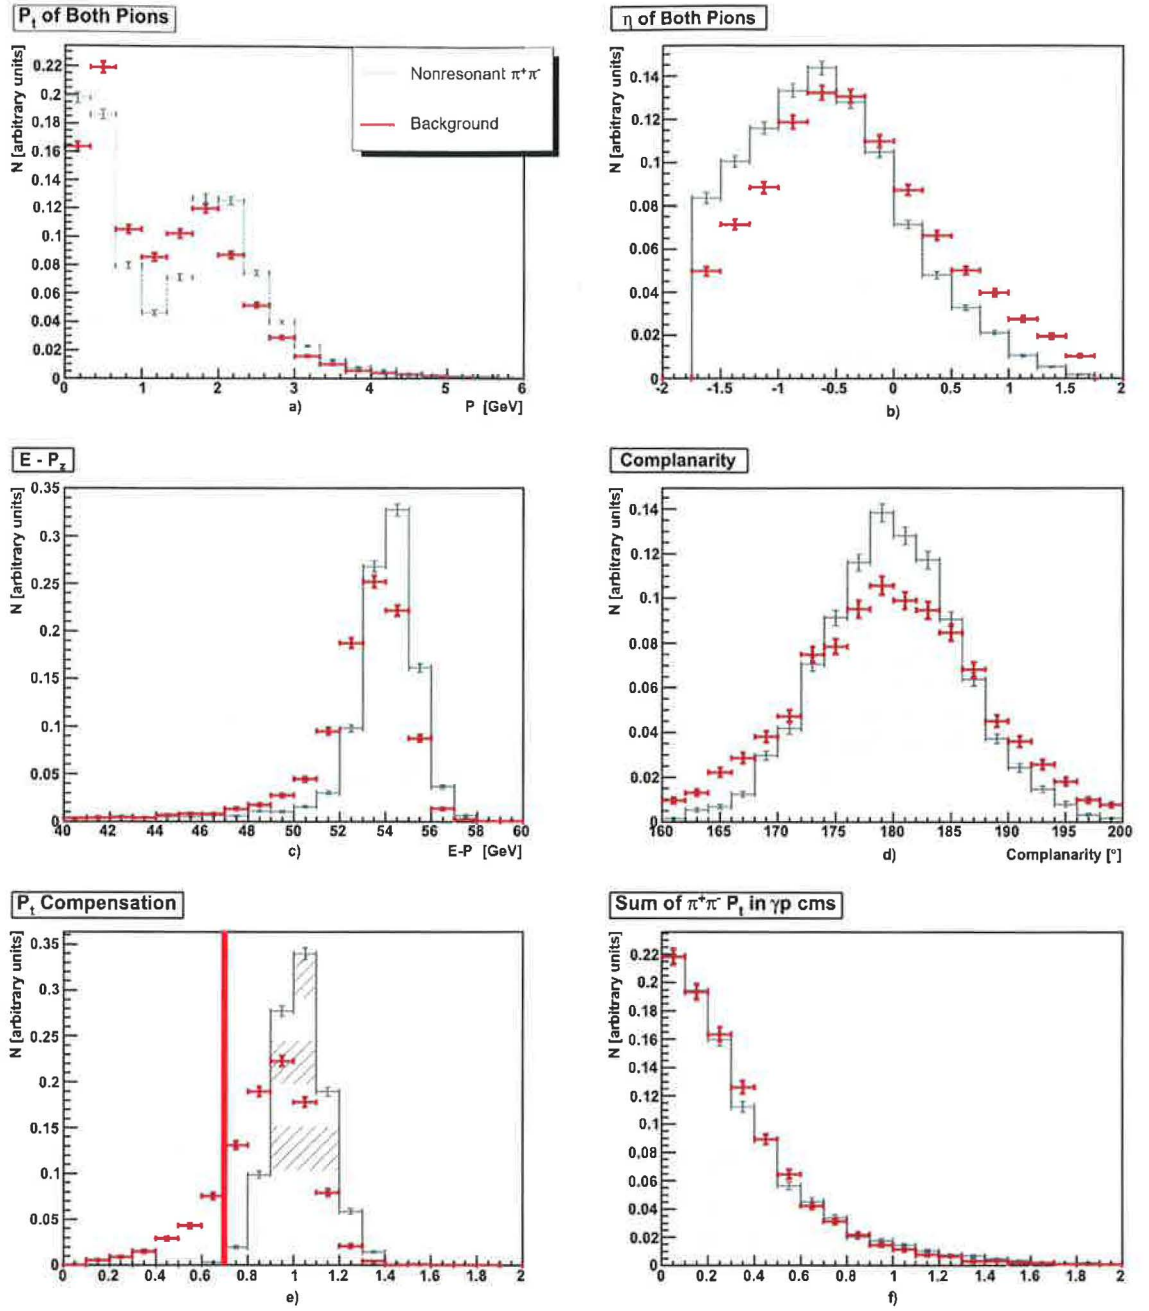 P_t of Both Pions
N [arbitrary units]
0.22
0.2
0.18
0.16
0.14
0.12
0.1
0.08
0.06
0.04
0.02
0
0 1 2 3 4 5 6
Nonresonant π⁺π⁻
Background
a)
P [GeV]
η of Both Pions
N [arbitrary units]
0.14
0.12
0.1
0.08
0.06
0.04
0.02
0
-2 -1.5 -1 -0.5 0 0.5 1 1.5 2
b)
E - P_z
N [arbitrary units]
0.35
0.3
0.25
0.2
0.15
0.1
0.05
0
40 42 44 46 48 50 52 54 56 58 60
c)
E-P [GeV]
Complanarity
N [arbitrary units]
0.14
0.12
0.1
0.08
0.06
0.04
0.02
0
160 165 170 175 180 185 190 195 200
d)
Complanarity [°]
P_t Compensation
N [arbitrary units]
0.35
0.3
0.25
0.2
0.15
0.1
0.05
0
0 0.2 0.4 0.6 0.8 1 1.2 1.4 1.6 1.8 2
e)
Sum of π⁺π⁻ P_t in γp cms
N [arbitrary units]
0.22
0.2
0.18
0.16
0.14
0.12
0.1
0.08
0.06
0.04
0.02
0
0 0.2 0.4 0.6 0.8 1 1.2 1.4 1.6 1.8 2
f)